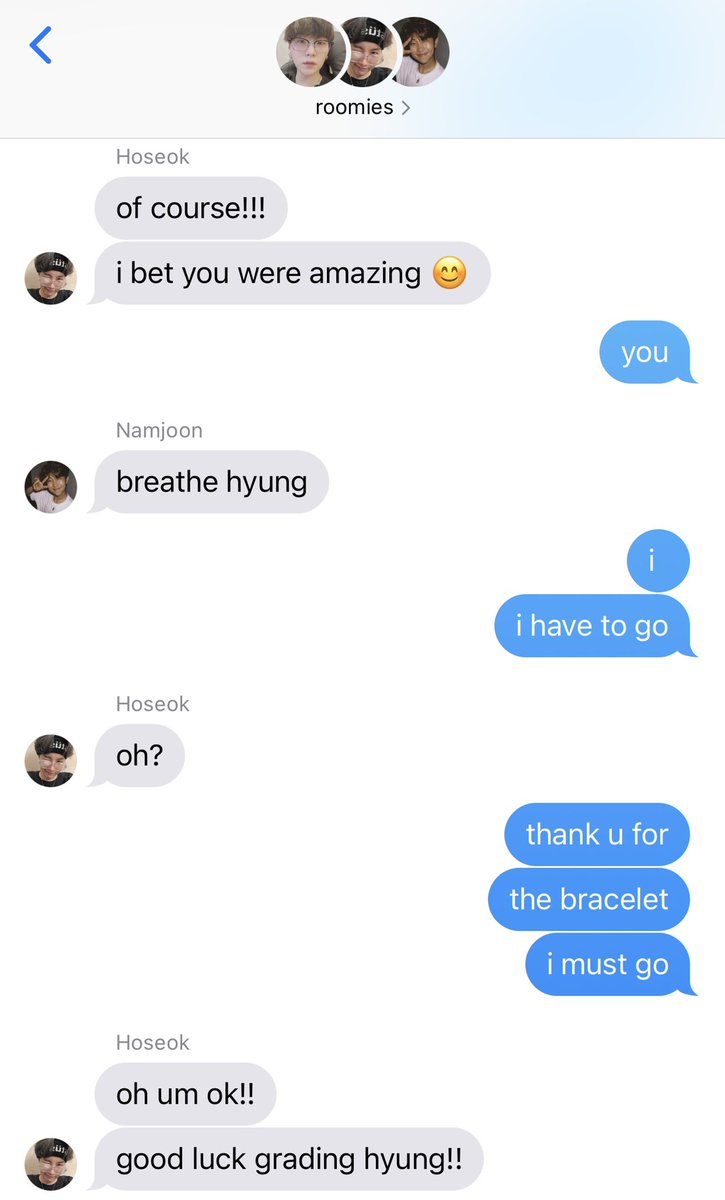 roomies
Hoseok
of course!!!
i bet you were amazing 😊
you
Namjoon
breathe hyung
i
i have to go
Hoseok
oh?
thank u for
the bracelet
i must go
Hoseok
oh um ok!!
good luck grading hyung!!